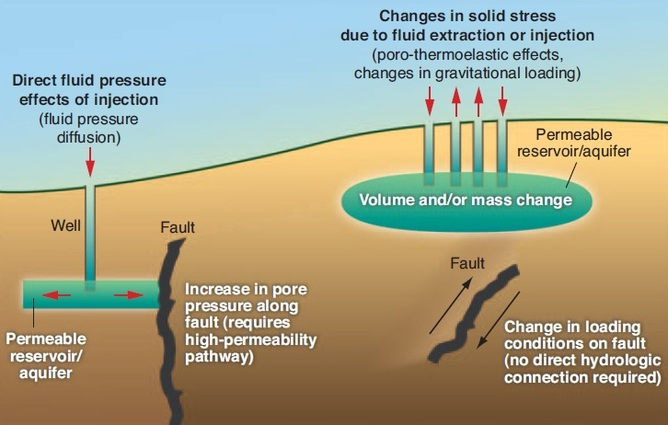 Direct fluid pressure
effects of injection
(fluid pressure
diffusion)
Well
Fault
Permeable
reservoir/
aquifer
Increase in pore
pressure along
fault (requires
high-permeability
pathway)
Changes in solid stress
due to fluid extraction or injection
(poro-thermoelastic effects,
changes in gravitational loading)
Permeable
reservoir/aquifer
Volume and/or mass change
Fault
Change in loading
conditions on fault
(no direct hydrologic
connection required)